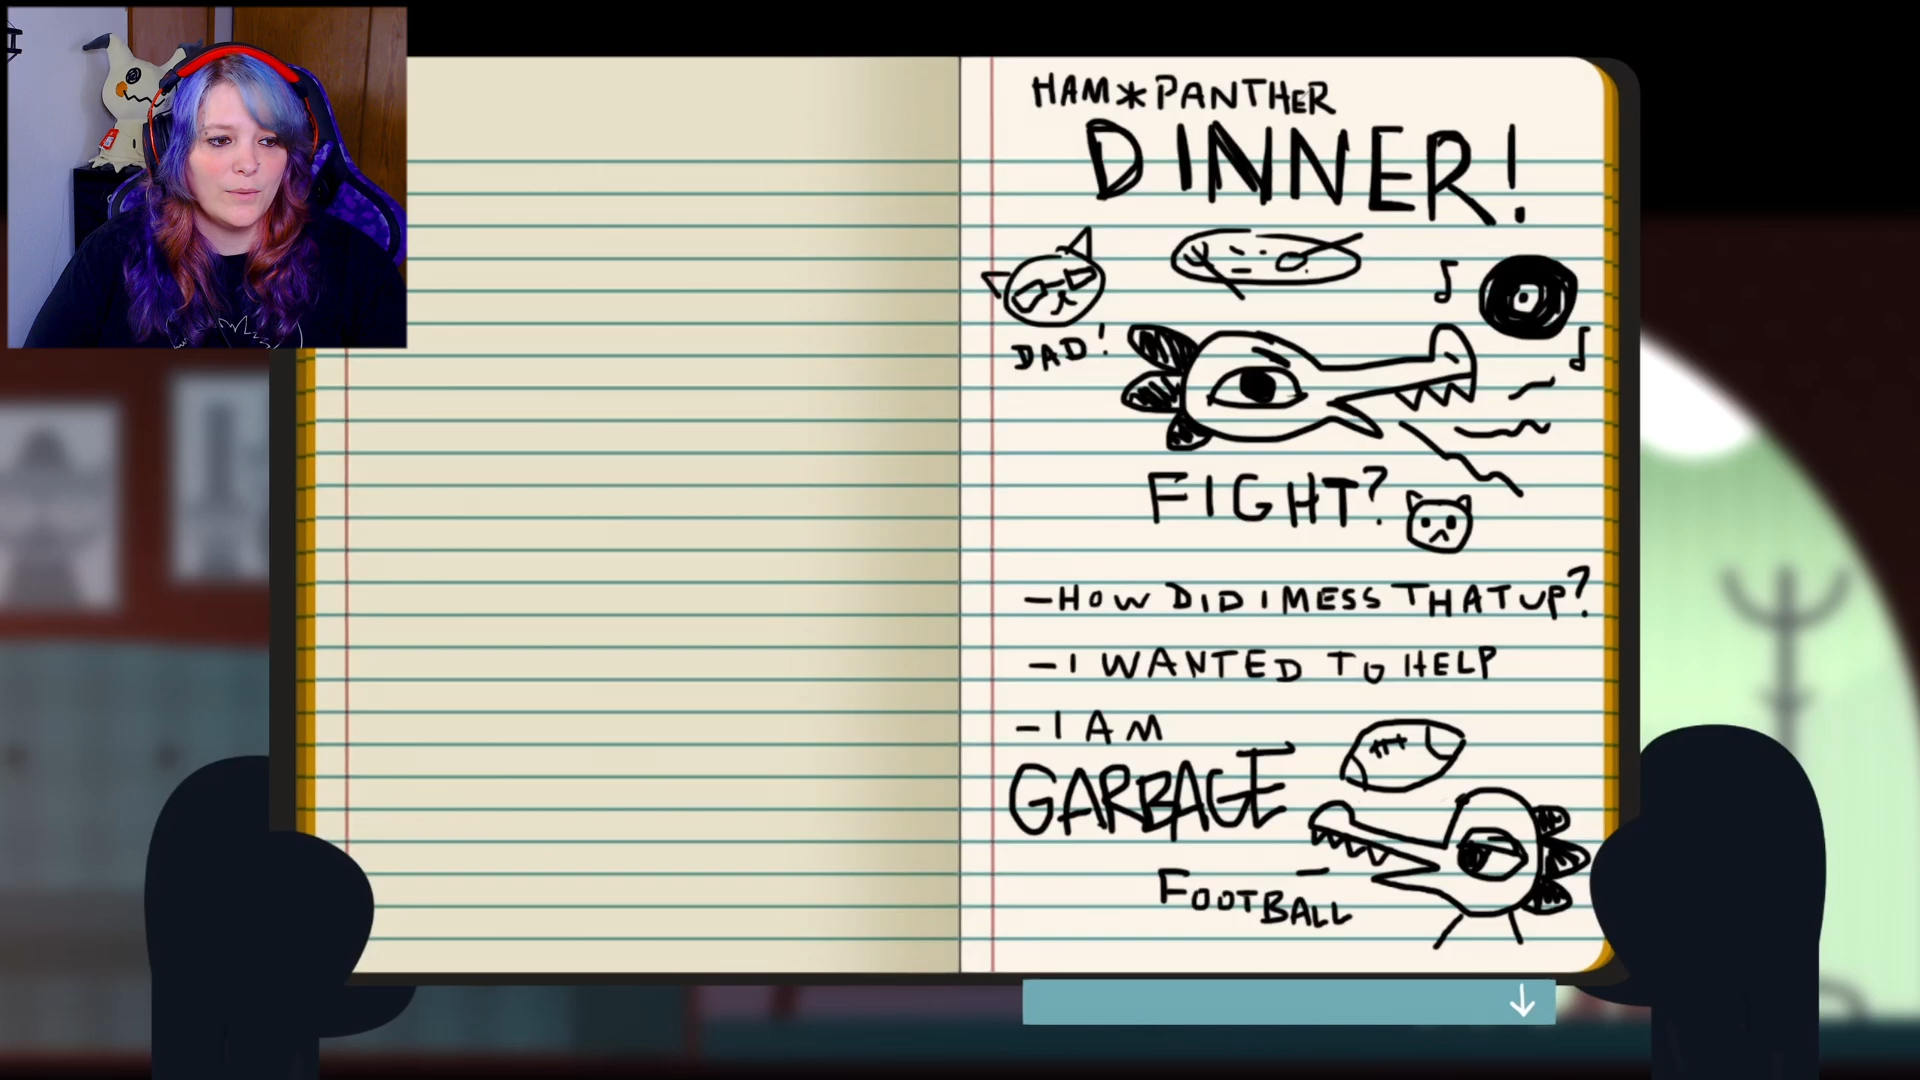 HAM*PANTHER
DINNER!
DAD!
FIGHT?
-HOW DID I MESS THAT UP?
-I WANTED TO HELP
-I AM
GARBAGE
FOOTBALL